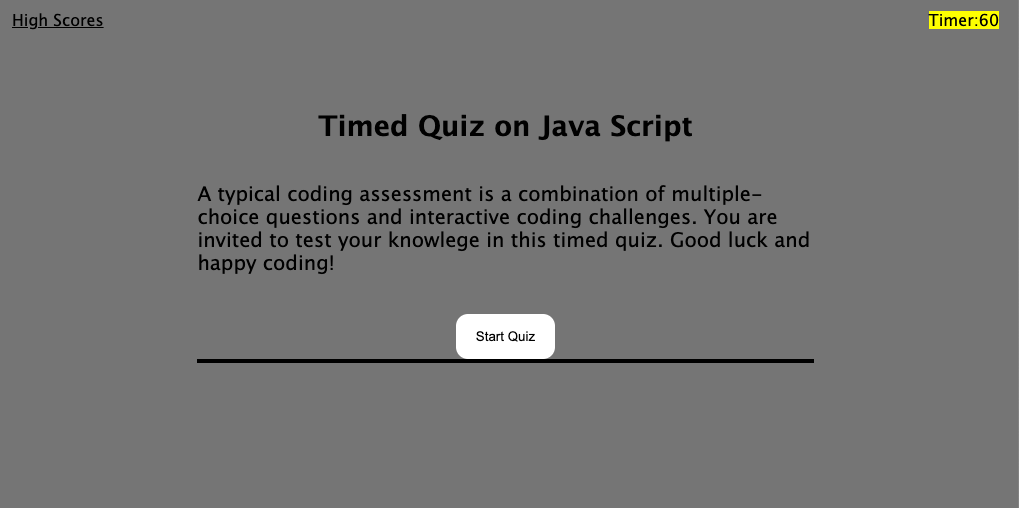 High Scores
Timer:60
Timed Quiz on Java Script
A typical coding assessment is a combination of multiple-
choice questions and interactive coding challenges. You are
invited to test your knowlege in this timed quiz. Good luck and
happy coding!
Start Quiz